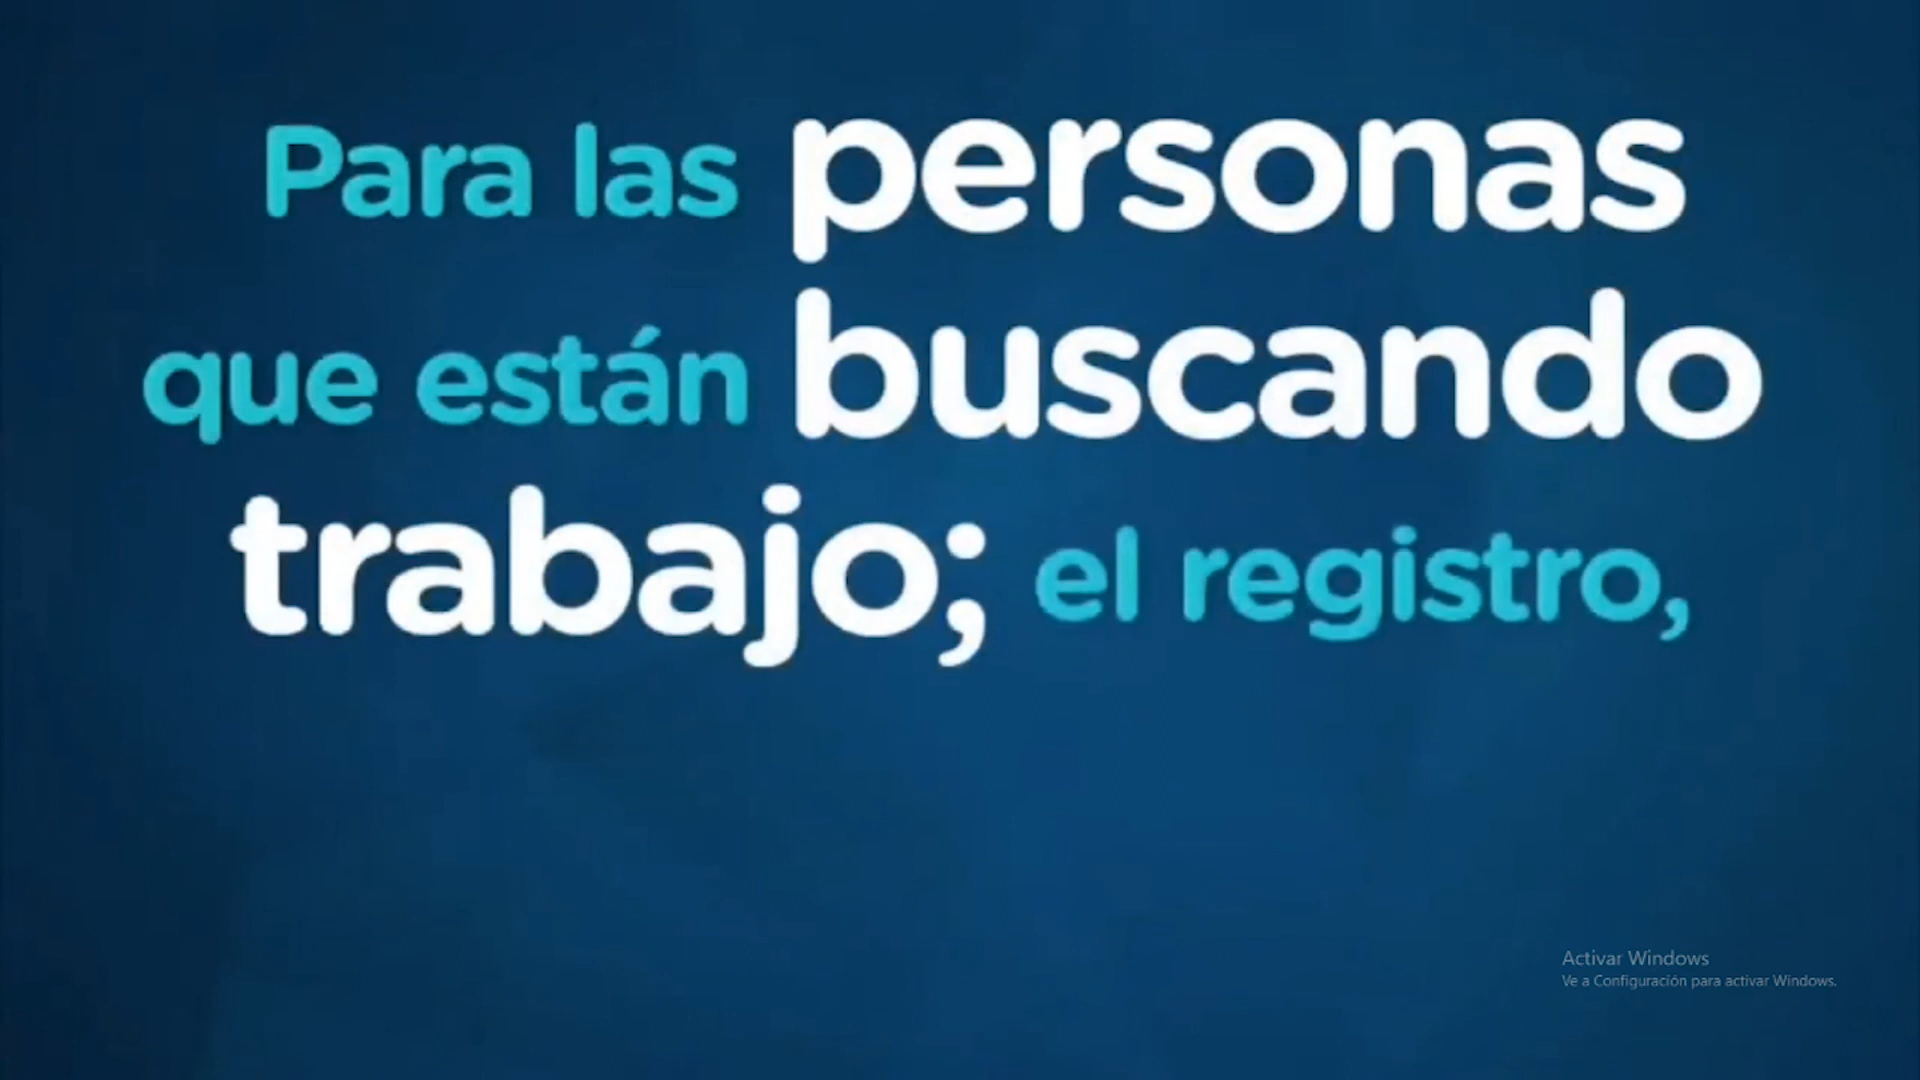 Para las personas
que están buscando
trabajo; el registro,
Activar Windows
Ve a Configuración para activar Windows.